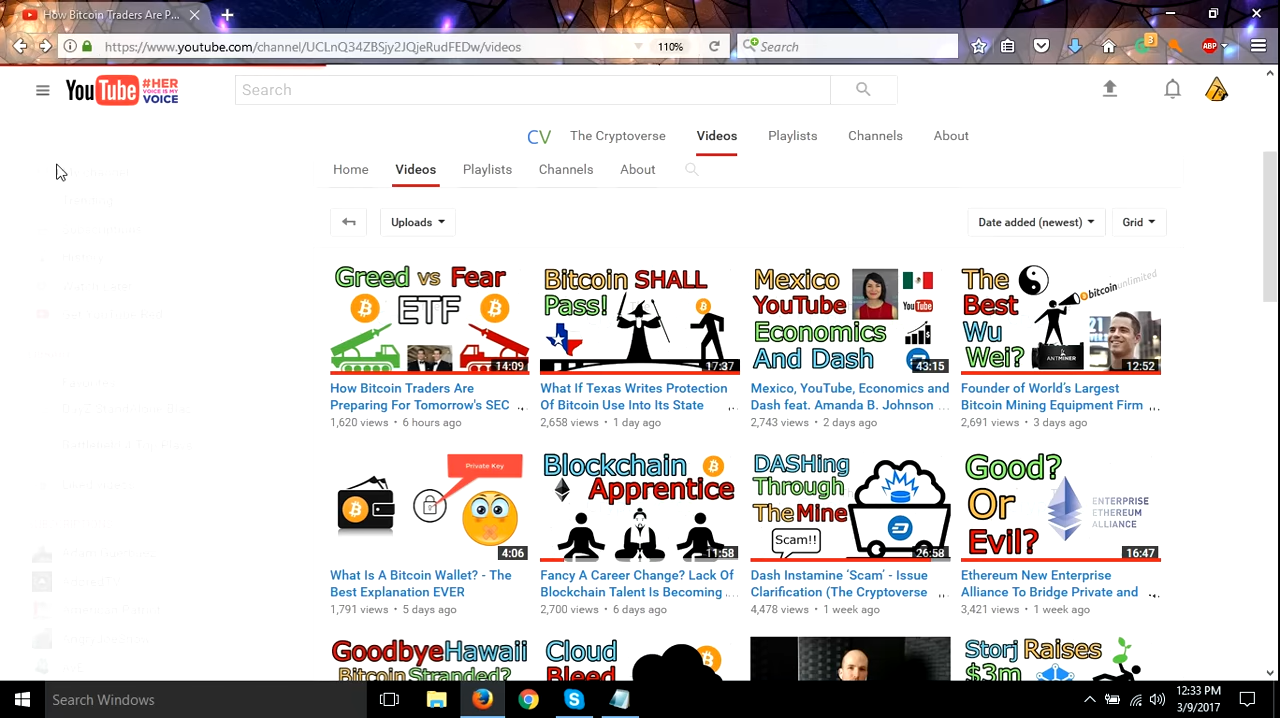 How Bitcoin Traders Are P...
https://www.youtube.com/channel/UCLnQ34ZBSjy2JQjeRudFEDw/videos
110%
Search
3
ABP
YouTube
#HER
VOICE IS MY
VOICE
Search
CV The Cryptoverse Videos Playlists Channels About
Home Videos Playlists Channels About
Uploads
Date added (newest)
Grid
Greed vs Fear
ETF
14:09
Bitcoin SHALL
Pass!
17:37
Mexico
YouTube
Economics
And Dash
YouTube
43:15
The
Best
Wu
Wei?
bitcoinunlimited
ANTMINER
12:52
How Bitcoin Traders Are
Preparing For Tomorrow's SEC
1,620 views • 6 hours ago
What If Texas Writes Protection
Of Bitcoin Use Into Its State
2,658 views • 1 day ago
Mexico, YouTube, Economics and
Dash feat. Amanda B. Johnson
2,743 views • 2 days ago
Founder of World's Largest
Bitcoin Mining Equipment Firm
2,691 views • 3 days ago
Private Key
4:06
Blockchain
Apprentice
11:58
DASHing
Through
The Mine
Scam!!
26:58
Good?
Or
Evil?
ENTERPRISE
ETHEREUM
ALLIANCE
16:47
What Is A Bitcoin Wallet? - The
Best Explanation EVER
1,791 views • 5 days ago
Fancy A Career Change? Lack Of
Blockchain Talent Is Becoming
2,700 views • 6 days ago
Dash Instamine ‘Scam’ - Issue
Clarification (The Cryptoverse
4,478 views • 1 week ago
Ethereum New Enterprise
Alliance To Bridge Private and
3,421 views • 1 week ago
Goodbye Hawaii
Bitcoin Stranded?
Cloud
Bleed
Storj Raises
$3m
Search Windows
12:33 PM
3/9/2017